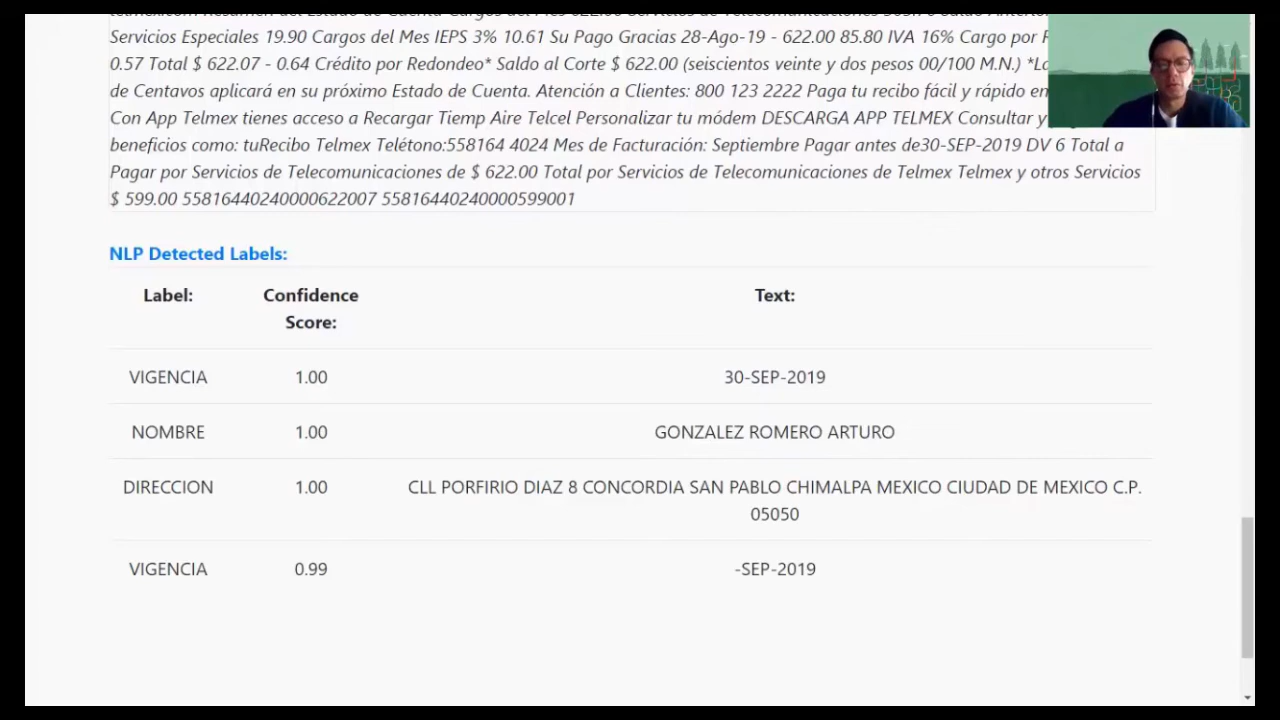 Servicios Especiales 19.90 Cargos del Mes IEPS 3% 10.61 Su Pago Gracias 28-Ago-19 - 622.00 85.80 IVA 16% Cargo por
0.57 Total $ 622.07 - 0.64 Crédito por Redondeo* Saldo al Corte $ 622.00 (seiscientos veinte y dos pesos 00/100 M.N.)
de Centavos aplicará en su próximo Estado de Cuenta. Atención a Clientes: 800 123 2222 Paga tu recibo fácil y rápido en
Con App Telmex tienes acceso a Recargar Tiemp Aire Telcel Personalizar tu módem DESCARGA APP TELMEX Consultar y
beneficios como: tuRecibo Telmex Telétono:558164 4024 Mes de Facturación: Septiembre Pagar antes de30-SEP-2019 DV 6 Total a
Pagar por Servicios de Telecomunicaciones de $ 622.00 Total por Servicios de Telecomunicaciones de Telmex Telmex y otros Servicios
$ 599.00 55816440240000622007 55816440240000599001
NLP Detected Labels:
Label: Confidence Score: Text:
VIGENCIA 1.00 30-SEP-2019
NOMBRE 1.00 GONZALEZ ROMERO ARTURO
DIRECCION 1.00 CLL PORFIRIO DIAZ 8 CONCORDIA SAN PABLO CHIMALPA MEXICO CIUDAD DE MEXICO C.P.
05050
VIGENCIA 0.99 -SEP-2019